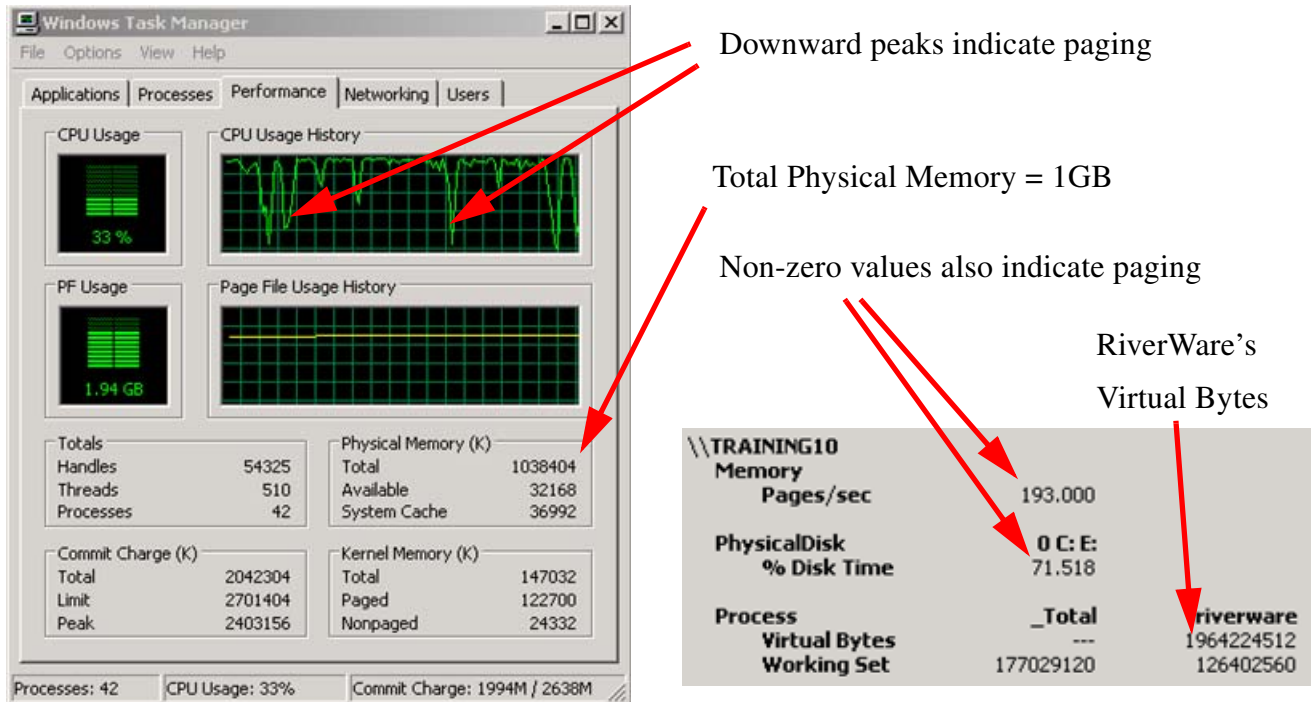 Windows Task Manager
File Options View Help
Applications Processes Performance Networking Users
CPU Usage
33 %
CPU Usage History
PF Usage
1.94 GB
Page File Usage History
Totals
Handles 54325
Threads 510
Processes 42
Physical Memory (K)
Total 1038404
Available 32168
System Cache 36992
Commit Charge (K)
Total 2042304
Limit 2701404
Peak 2403156
Kernel Memory (K)
Total 147032
Paged 122700
Nonpaged 24332
Processes: 42 CPU Usage: 33% Commit Charge: 1994M / 2638M
Downward peaks indicate paging
Total Physical Memory = 1GB
Non-zero values also indicate paging
RiverWare's
Virtual Bytes
\\TRAINING10
Memory
Pages/sec 193.000
PhysicalDisk 0 C: E:
% Disk Time 71.518
Process _Total riverware
Virtual Bytes --- 1964224512
Working Set 177029120 126402560